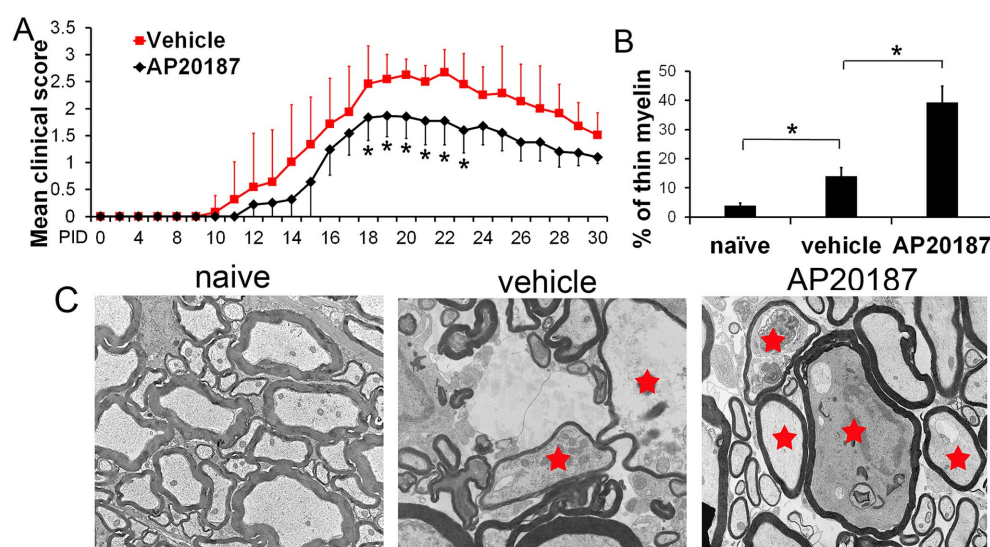 A
Mean clinical score
3.5
3
2.5
2
1.5
1
0.5
0
Vehicle
AP20187
* * * * * *
PID 0 4 8 10 12 14 16 18 20 22 24 26 28 30
B
% of thin myelin
50
40
30
20
10
0
*
*
naïve vehicle AP20187
C
naive vehicle AP20187